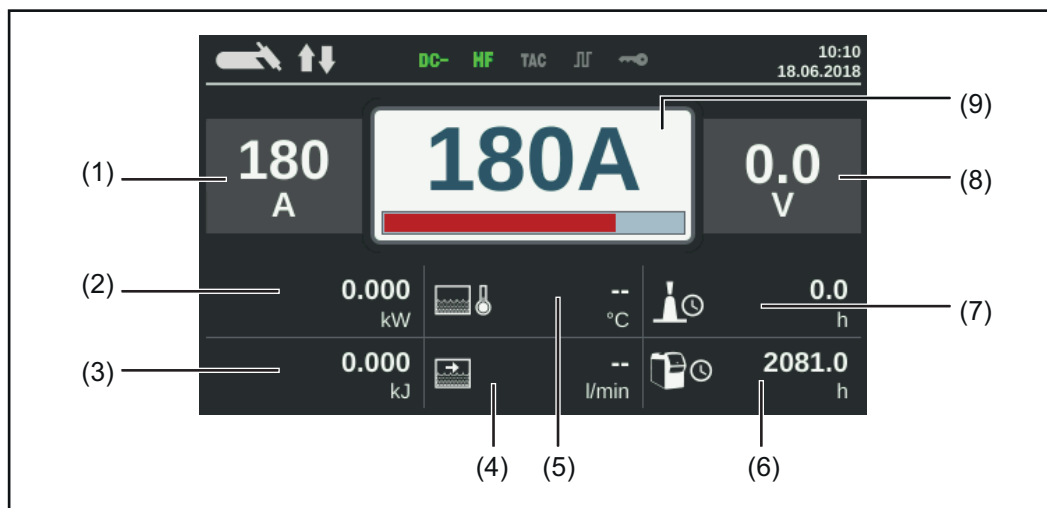 DC- HF TAC
10:10
18.06.2018
(1)
180
A
180A
0.0
V
(9)
(8)
(2)
0.000
kW
--
°C
0.0
h
(7)
(3)
0.000
kJ
--
l/min
2081.0
h
(4)
(5)
(6)